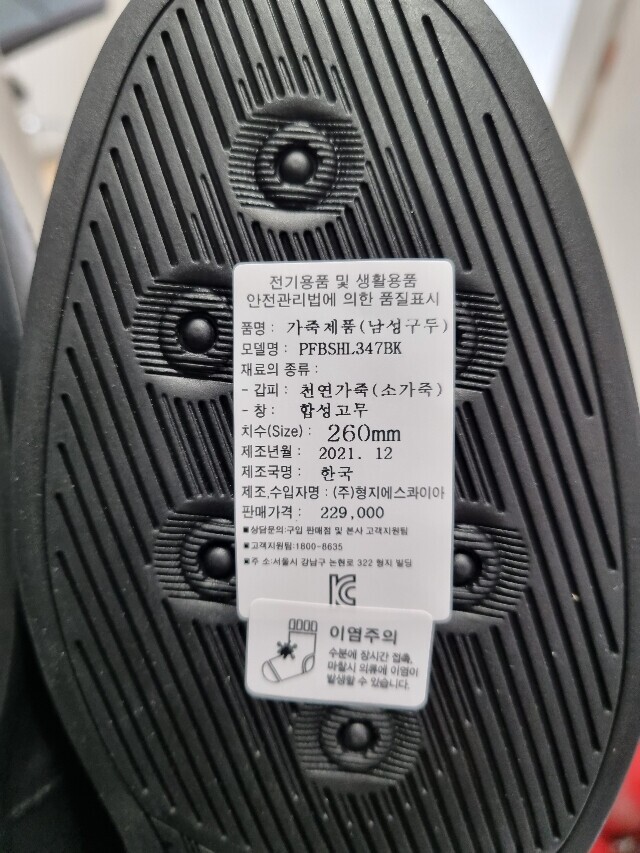 전기용품 및 생활용품
안전관리법에 의한 품질표시
품명 : 가죽제품(남성구두)
모델명 : PFBSHL347BK
재료의 종류 :
- 갑피 : 천연가죽(소가죽)
- 창 : 합성고무
치수(Size) : 260mm
제조년월 : 2021. 12
제조국명 : 한국
제조,수입자명 : (주)형지에스콰이아
판매가격 : 229,000
■상담문의:구입 판매점 및 본사 고객지원팀
■고객지원팀:1800-8635
■주 소:서울시 강남구 논현로 322 형지 빌딩
KC
이염주의
수분에 장시간 접촉,
마찰시 의류에 이염이
발생할 수 있습니다.